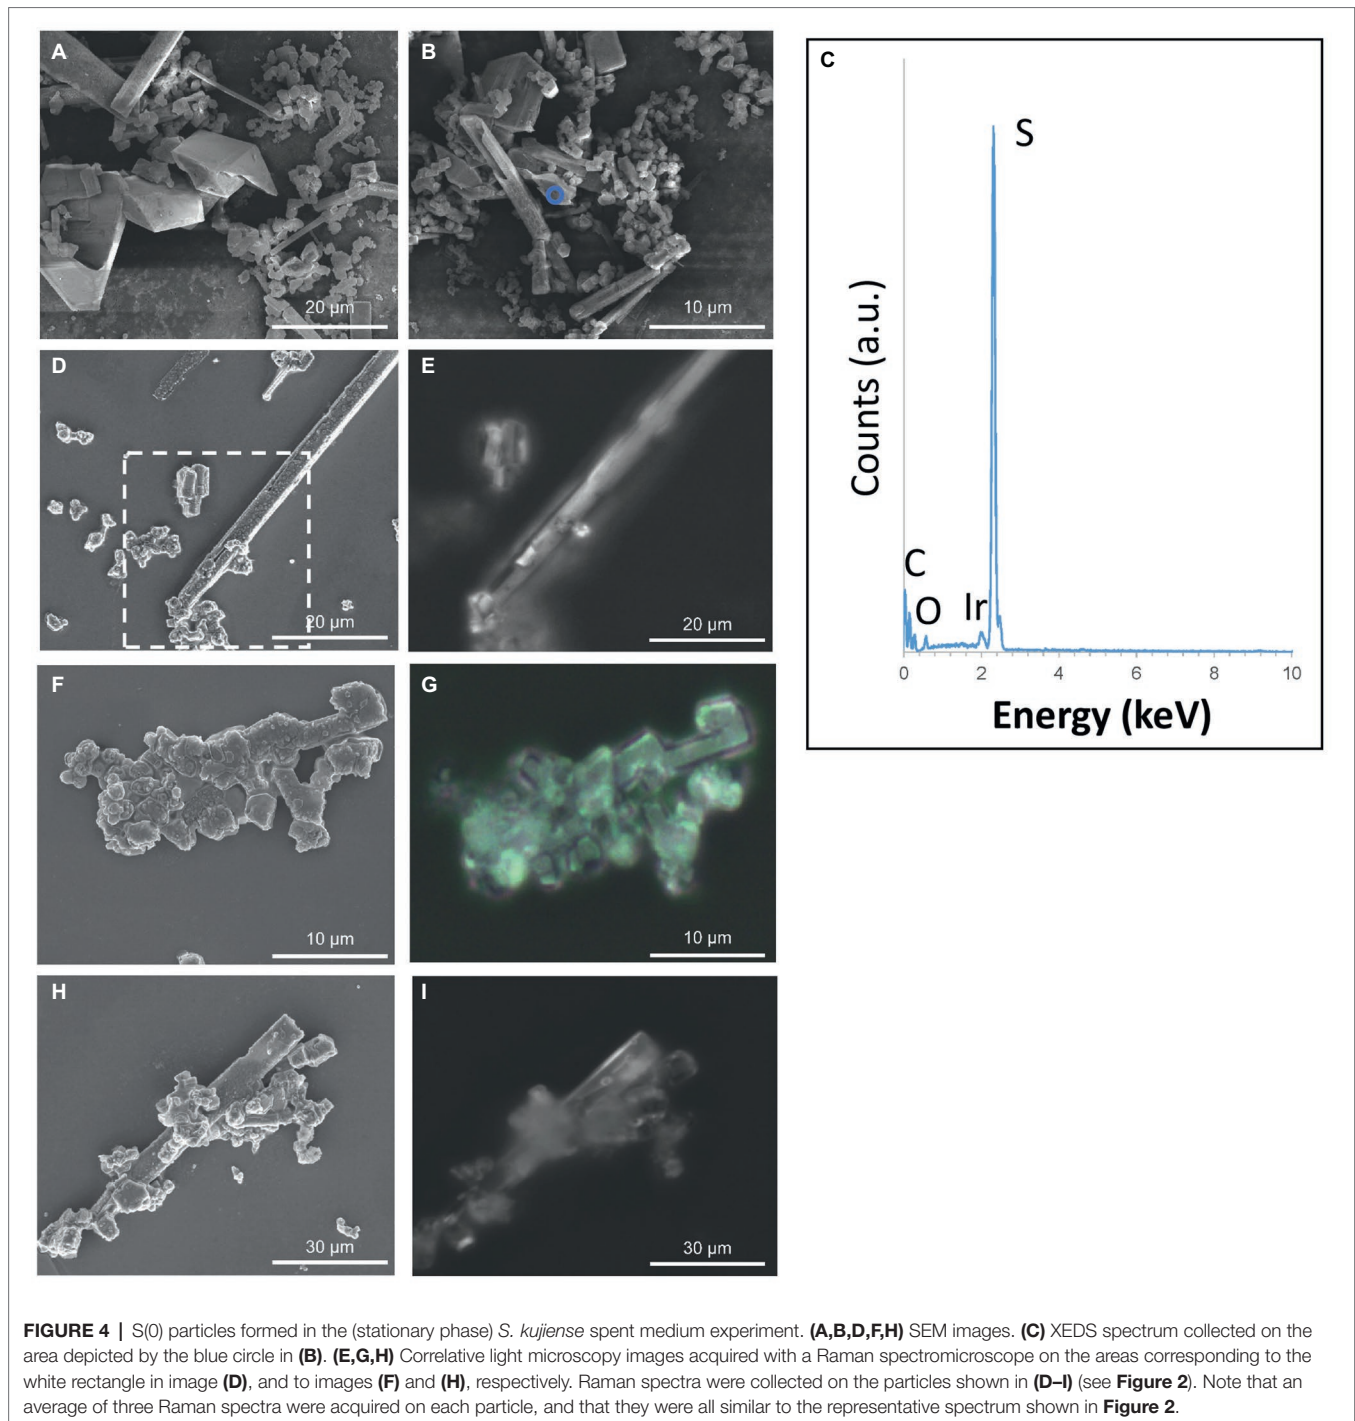 A
B
20 µm
10 µm
C
S
Counts (a.u.)
C
O
Ir
0 2 4 6 8 10
Energy (keV)
D
E
20 µm
20 µm
F
G
10 µm
10 µm
H
I
30 µm
30 µm
FIGURE 4 | S(0) particles formed in the (stationary phase) S. kujiense spent medium experiment. (A,B,D,F,H) SEM images. (C) XEDS spectrum collected on the
area depicted by the blue circle in (B). (E,G,H) Correlative light microscopy images acquired with a Raman spectromicroscope on the areas corresponding to the
white rectangle in image (D), and to images (F) and (H), respectively. Raman spectra were collected on the particles shown in (D–I) (see Figure 2). Note that an
average of three Raman spectra were acquired on each particle, and that they were all similar to the representative spectrum shown in Figure 2.